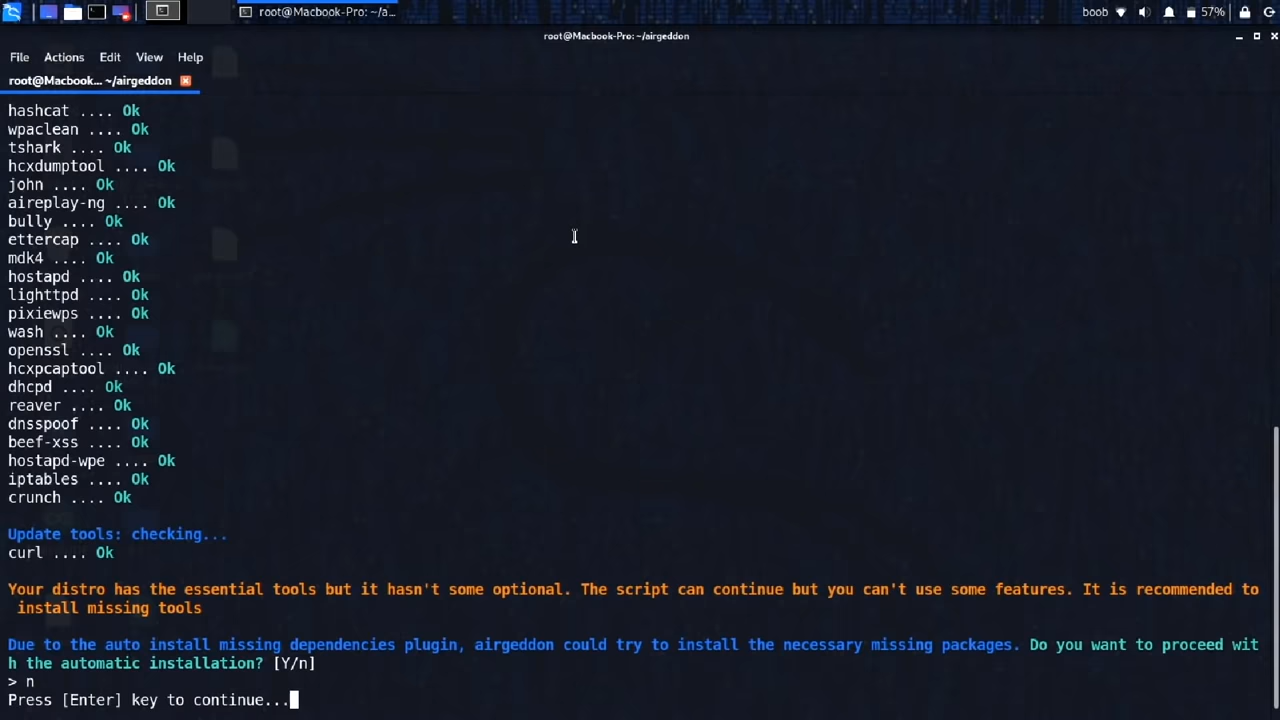 root@Macbook-Pro: ~/a...
boob
57%
root@Macbook-Pro: ~/airgeddon
File Actions Edit View Help
root@Macbook... ~/airgeddon
hashcat .... Ok
wpaclean .... Ok
tshark .... Ok
hcxdumptool .... Ok
john .... Ok
aireplay-ng .... Ok
bully .... Ok
ettercap .... Ok
mdk4 .... Ok
hostapd .... Ok
lighttpd .... Ok
pixiewps .... Ok
wash .... Ok
openssl .... Ok
hcxpcaptool .... Ok
dhcpd .... Ok
reaver .... Ok
dnsspoof .... Ok
beef-xss .... Ok
hostapd-wpe .... Ok
iptables .... Ok
crunch .... Ok
Update tools: checking...
curl .... Ok
Your distro has the essential tools but it hasn't some optional. The script can continue but you can't use some features. It is recommended to
install missing tools
Due to the auto install missing dependencies plugin, airgeddon could try to install the necessary missing packages. Do you want to proceed wit
h the automatic installation? [Y/n]
> n
Press [Enter] key to continue...